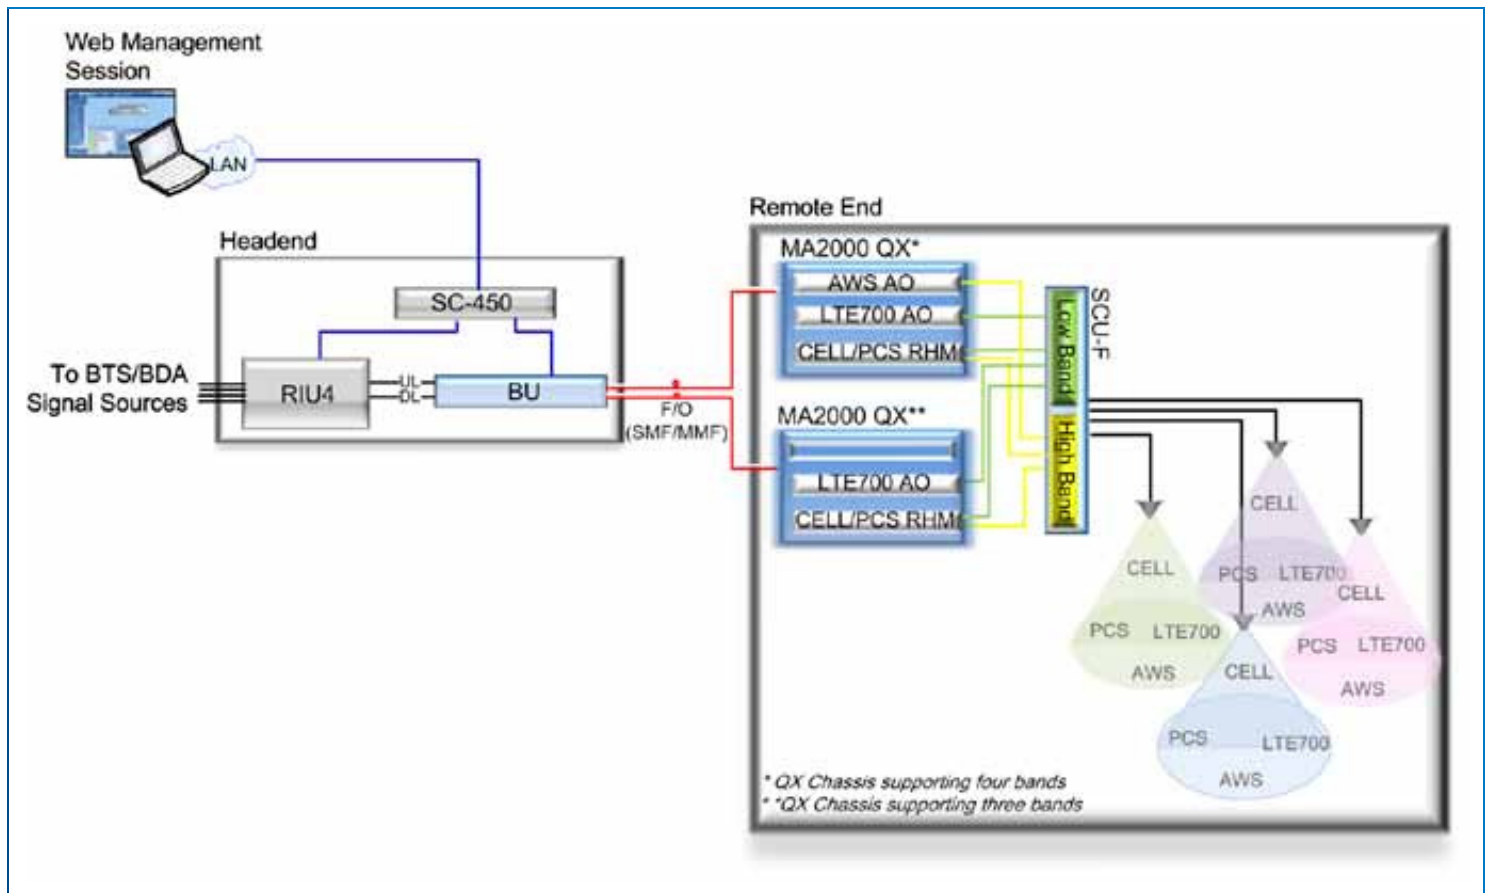 Web Management
Session
LAN
Headend
SC-450
To BTS/BDA
Signal Sources
RIU4
UL
DL
BU
F/O
(SMF/MMF)
Remote End
MA2000 QX*
AWS AO
LTE700 AO
CELL/PCS RHM
MA2000 QX**
LTE700 AO
CELL/PCS RHM
SCU-F
Low Band
High Band
CELL
PCS LTE700
AWS
CELL
PCS LTE700
AWS
CELL
PCS LTE700
AWS
CELL
PCS LTE700
AWS
* QX Chassis supporting four bands
* *QX Chassis supporting three bands